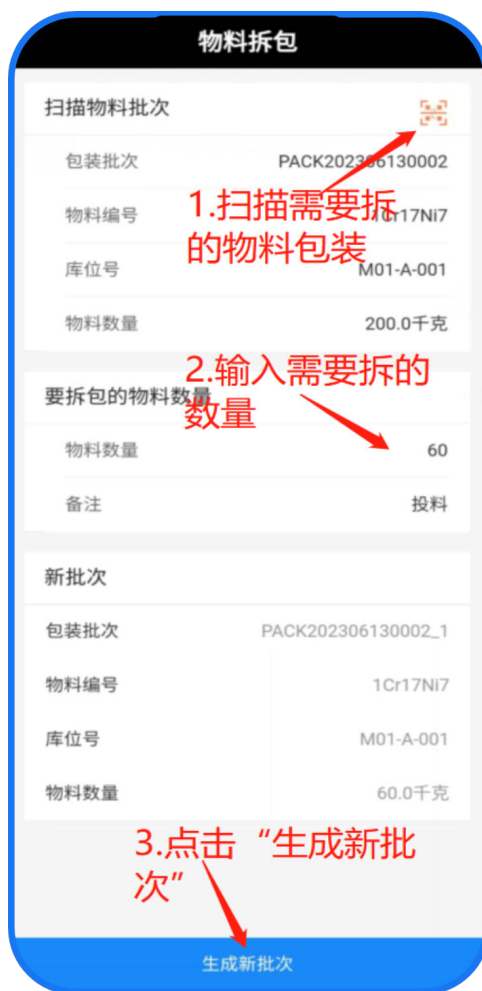 物料拆包
扫描物料批次
包装批次 PACK202306130002
物料编号 1Cr17Ni7
1.扫描需要拆
的物料包装
库位号 M01-A-001
物料数量 200.0千克
2.输入需要拆的
数量
要拆包的物料数量
物料数量 60
备注 投料
新批次
包装批次 PACK202306130002_1
物料编号 1Cr17Ni7
库位号 M01-A-001
物料数量 60.0千克
3.点击“生成新批
次”
生成新批次